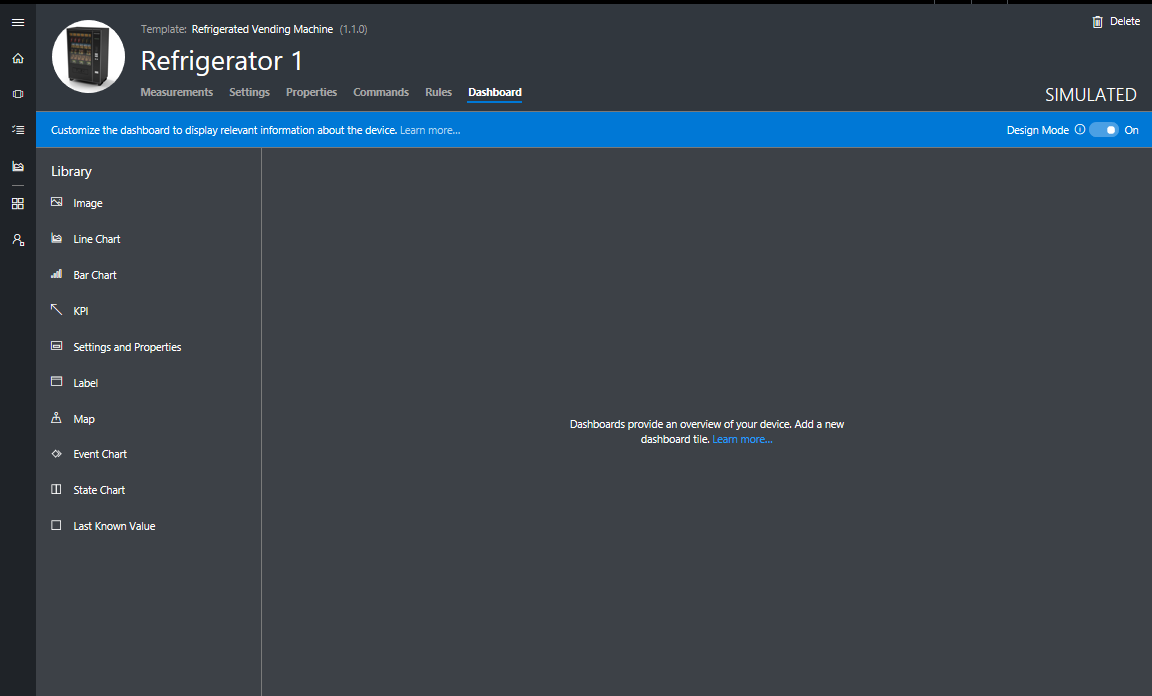 Template: Refrigerated Vending Machine (1.1.0)
Delete
Refrigerator 1
Measurements Settings Properties Commands Rules Dashboard
SIMULATED
Customize the dashboard to display relevant information about the device. Learn more...
Design Mode On
Library
Image
Line Chart
Bar Chart
KPI
Settings and Properties
Label
Map
Event Chart
State Chart
Last Known Value
Dashboards provide an overview of your device. Add a new
dashboard tile. Learn more...